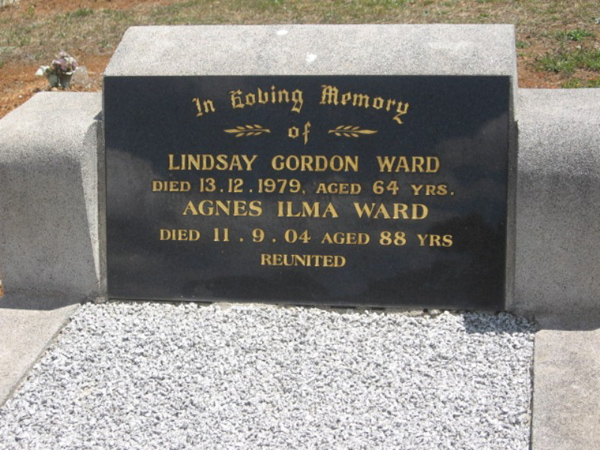 In Loving Memory
of
LINDSAY GORDON WARD
DIED 13.12.1979, AGED 64 YRS.
AGNES ILMA WARD
DIED 11.9.04 AGED 88 YRS
REUNITED